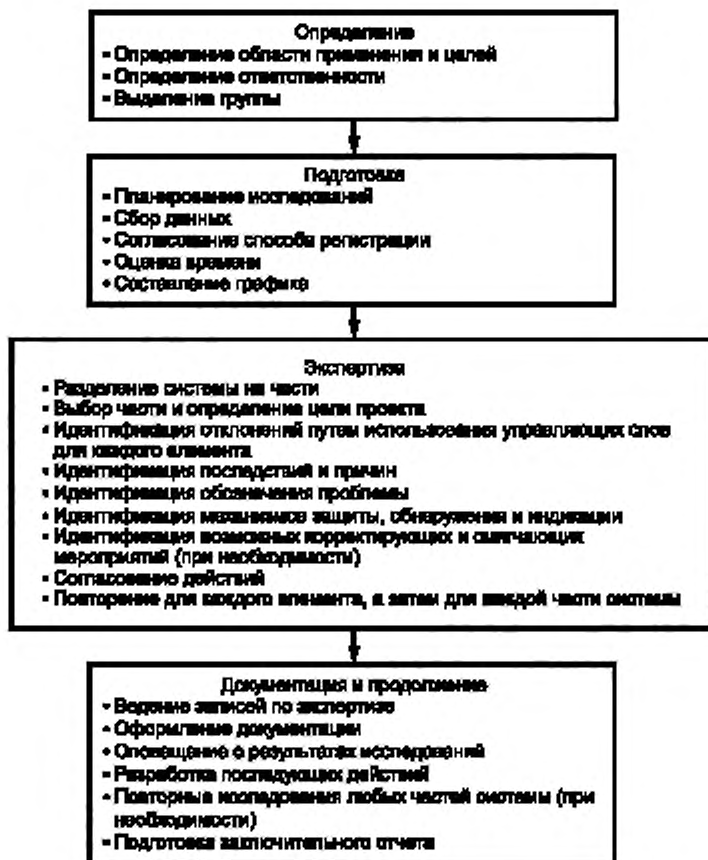 Определение
• Определение области применения и целей
• Определение ответственности
• Выделение группы
Подготовка
• Планирование исследований
• Сбор данных
• Согласование способа регистрации
• Оценка времени
• Составление графика
Экспертиза
• Разделение системы на части
• Выбор части и определение цели проекта
• Идентификация отклонений путем использования управляющих слов
для каждого элемента
• Идентификация последствий и причин
• Идентификация обозначения проблемы
• Идентификация механизмов защиты, обнаружения и индикации
• Идентификация возможных корректирующих и смягчающих
мероприятий (при необходимости)
• Согласование действий
• Повторение для каждого элемента, а затем для каждой части системы
Документация и продолжение
• Ведение записей по экспертизе
• Оформление документации
• Оповещение о результатах исследований
• Разработка последующих действий
• Повторные исследования любых частей системы (при
необходимости)
• Подготовка заключительного отчета